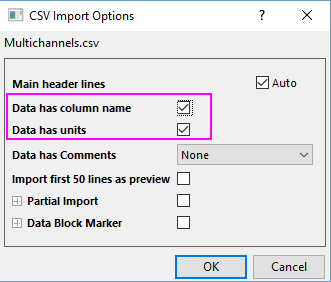 CSV Import Options
Multichannels.csv
Main header lines Auto
Data has column name
Data has units
Data has Comments None
Import first 50 lines as preview
Partial Import
Data Block Marker
OK Cancel